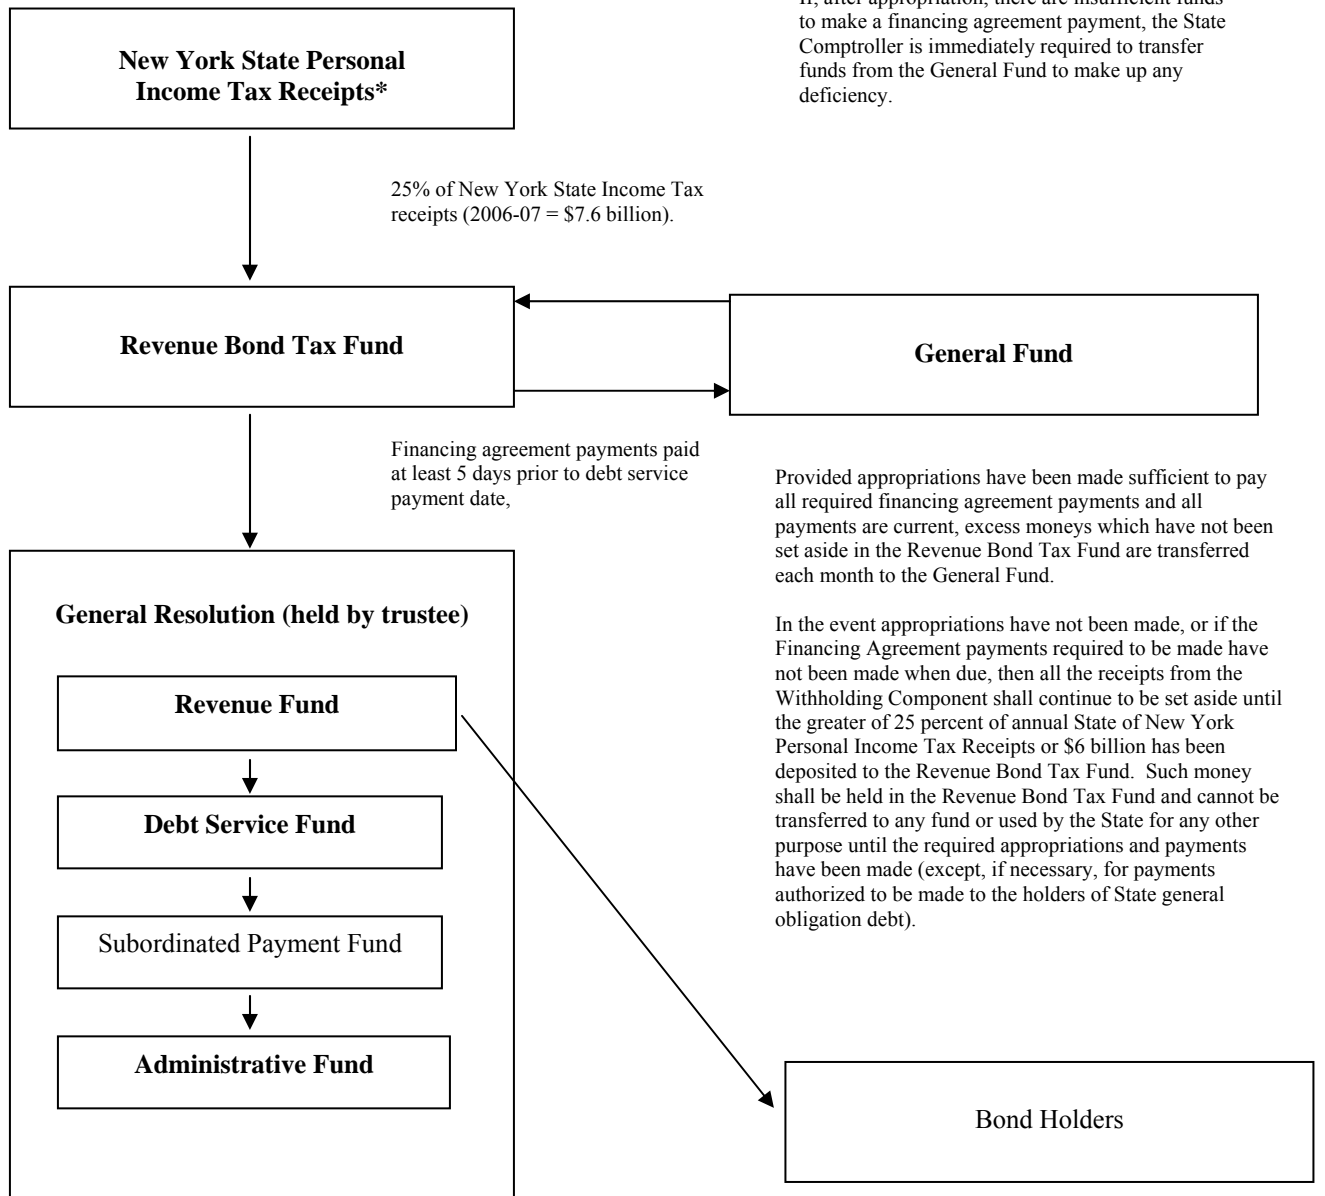 If, after appropriation, there are insufficient funds
to make a financing agreement payment, the State
Comptroller is immediately required to transfer
funds from the General Fund to make up any
deficiency.
New York State Personal
Income Tax Receipts*
25% of New York State Income Tax
receipts (2006-07 = $7.6 billion).
Revenue Bond Tax Fund
General Fund
Financing agreement payments paid
at least 5 days prior to debt service
payment date,
Provided appropriations have been made sufficient to pay
all required financing agreement payments and all
payments are current, excess moneys which have not been
set aside in the Revenue Bond Tax Fund are transferred
each month to the General Fund.
In the event appropriations have not been made, or if the
Financing Agreement payments required to be made have
not been made when due, then all the receipts from the
Withholding Component shall continue to be set aside until
the greater of 25 percent of annual State of New York
Personal Income Tax Receipts or $6 billion has been
deposited to the Revenue Bond Tax Fund.  Such money
shall be held in the Revenue Bond Tax Fund and cannot be
transferred to any fund or used by the State for any other
purpose until the required appropriations and payments
have been made (except, if necessary, for payments
authorized to be made to the holders of State general
obligation debt).
General Resolution (held by trustee)
Revenue Fund
Debt Service Fund
Subordinated Payment Fund
Administrative Fund
Bond Holders